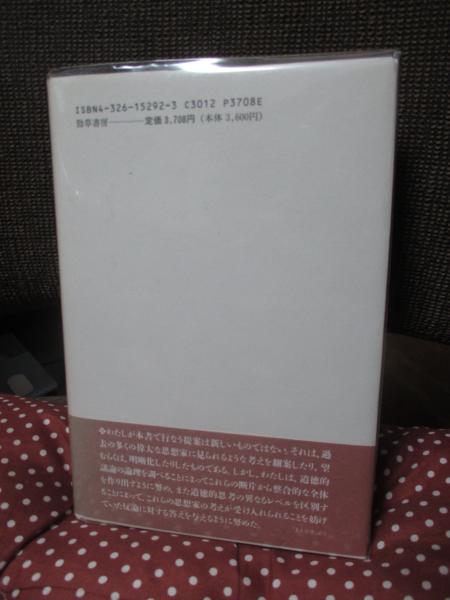 ISBN4-326-15292-3 C3012 P3708E
勁草書房————定価3,708円(本体3,600円)
❖わたしが本書で行なう提案は新しいものではない。それは、過
去の多くの偉大な思想家に見られるような考えを翻案したり、望
むらくは、明晰化したりしたものである。しかし、わたしは、道徳的
議論の論理を調べることによってこれらの断片から整合的な全体
を作り出すように努め、また道徳的思考の異なるレベルを区別す
ることによって、これらの思想家の考えが受け入れられることを妨げ
ていた反論に対する答えを与えるように努めた。